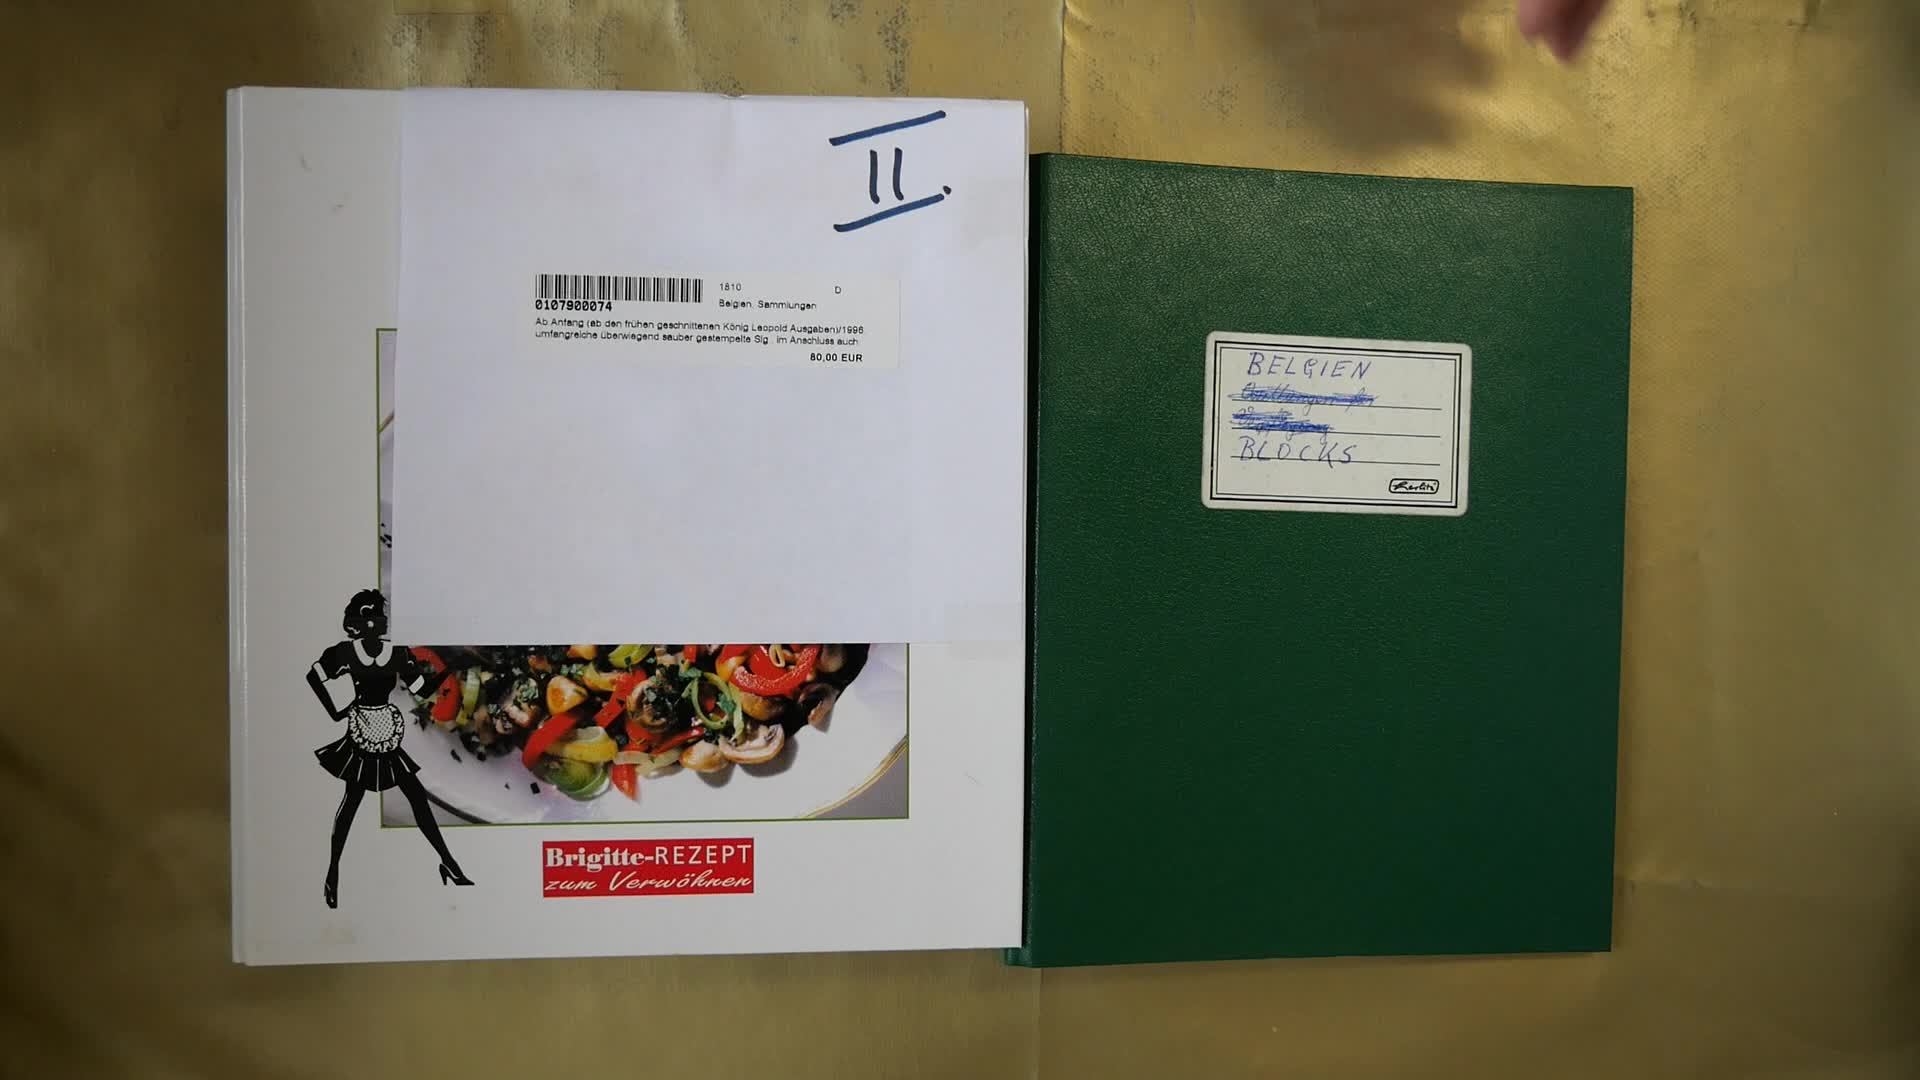 II.
1810 D
0107900074 Belgien, Sammlungen
Ab Anfang (ab den frühen geschnittenen König Leopold Ausgaben)/1996
umfangreiche überwiegend sauber gestempelte Slg., im Anschluss auch
80,00 EUR
Brigitte-REZEPT
zum Verwöhnen
BELGIEN
BLOCKS
Herlitz